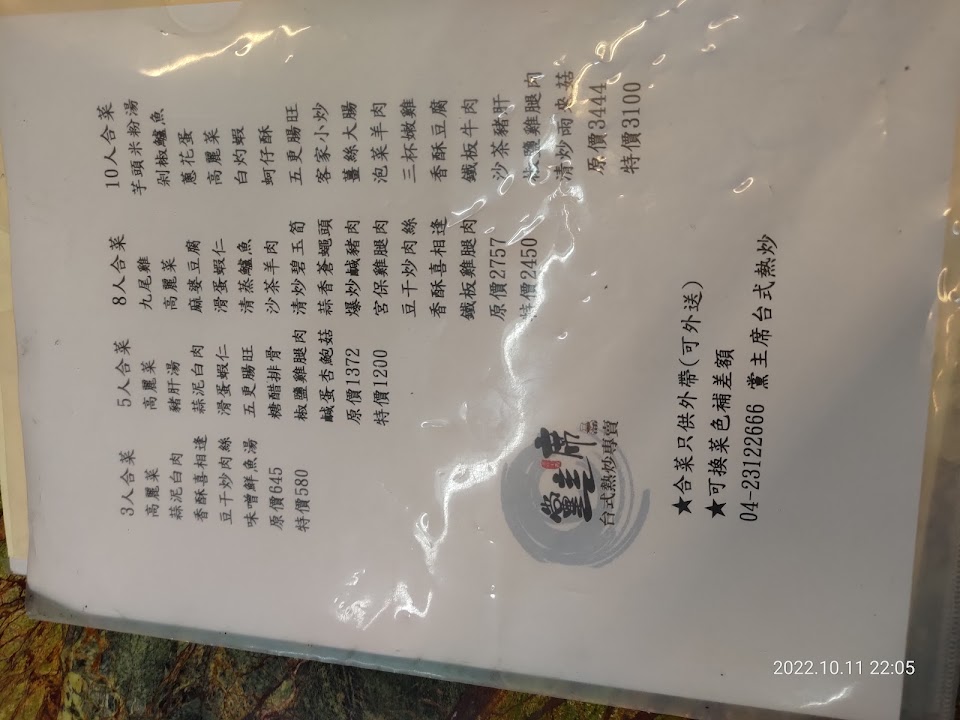 3人合菜
高麗菜
蒜泥白肉
香酥喜相逢
豆干炒肉絲
味噌鮮魚湯
原價645
特價580
5人合菜
高麗菜
豬肝湯
蒜泥白肉
滑蛋蝦仁
五更腸旺
糖醋排骨
椒鹽雞腿肉
鹹蛋杏鮑菇
原價1372
特價1200
8人合菜
九尾雞
高麗菜
麻婆豆腐
滑蛋蝦仁
清蒸鱸魚
沙茶羊肉
清炒碧玉筍
蒜香蒼蠅頭
爆炒鹹豬肉
宮保雞腿肉
豆干炒肉絲
香酥喜相逢
鐵板雞腿肉
原價2757
特價2450
10人合菜
芋頭米粉湯
剁椒鱸魚
蔥花蛋
高麗菜
白灼蝦
蚵仔酥
五更腸旺
客家小炒
薑絲大腸
泡菜羊肉
三杯嫩雞
香酥豆腐
鐵板牛肉
沙茶豬肝
椒鹽雞腿肉
清炒雨來菇
原價3444
特價3100
黨主席
台式熱炒專賣
★合菜只供外帶(可外送)
★可換菜色補差額
04-23122666 黨主席台式熱炒
2022.10.11 22:05